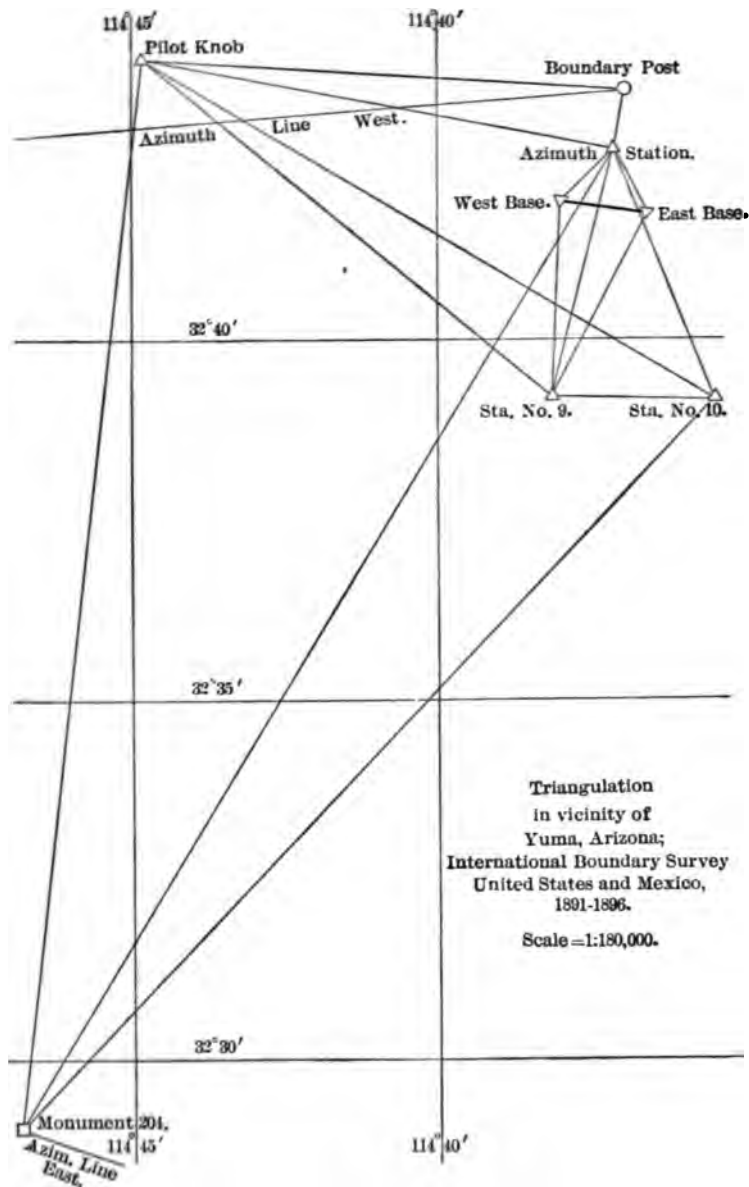 114°45′ 114°40′
Pilot Knob
Boundary Post
Azimuth Line West.
Azimuth Station.
West Base.
East Base.
32°40′
Sta. No. 9. Sta. No. 10.
32°35′
Triangulation
in vicinity of
Yuma, Arizona;
International Boundary Survey
United States and Mexico,
1891-1896.
Scale=1:180,000.
32°30′
Monument 204.
114°45′ 114°40′
Azim. Line
East.